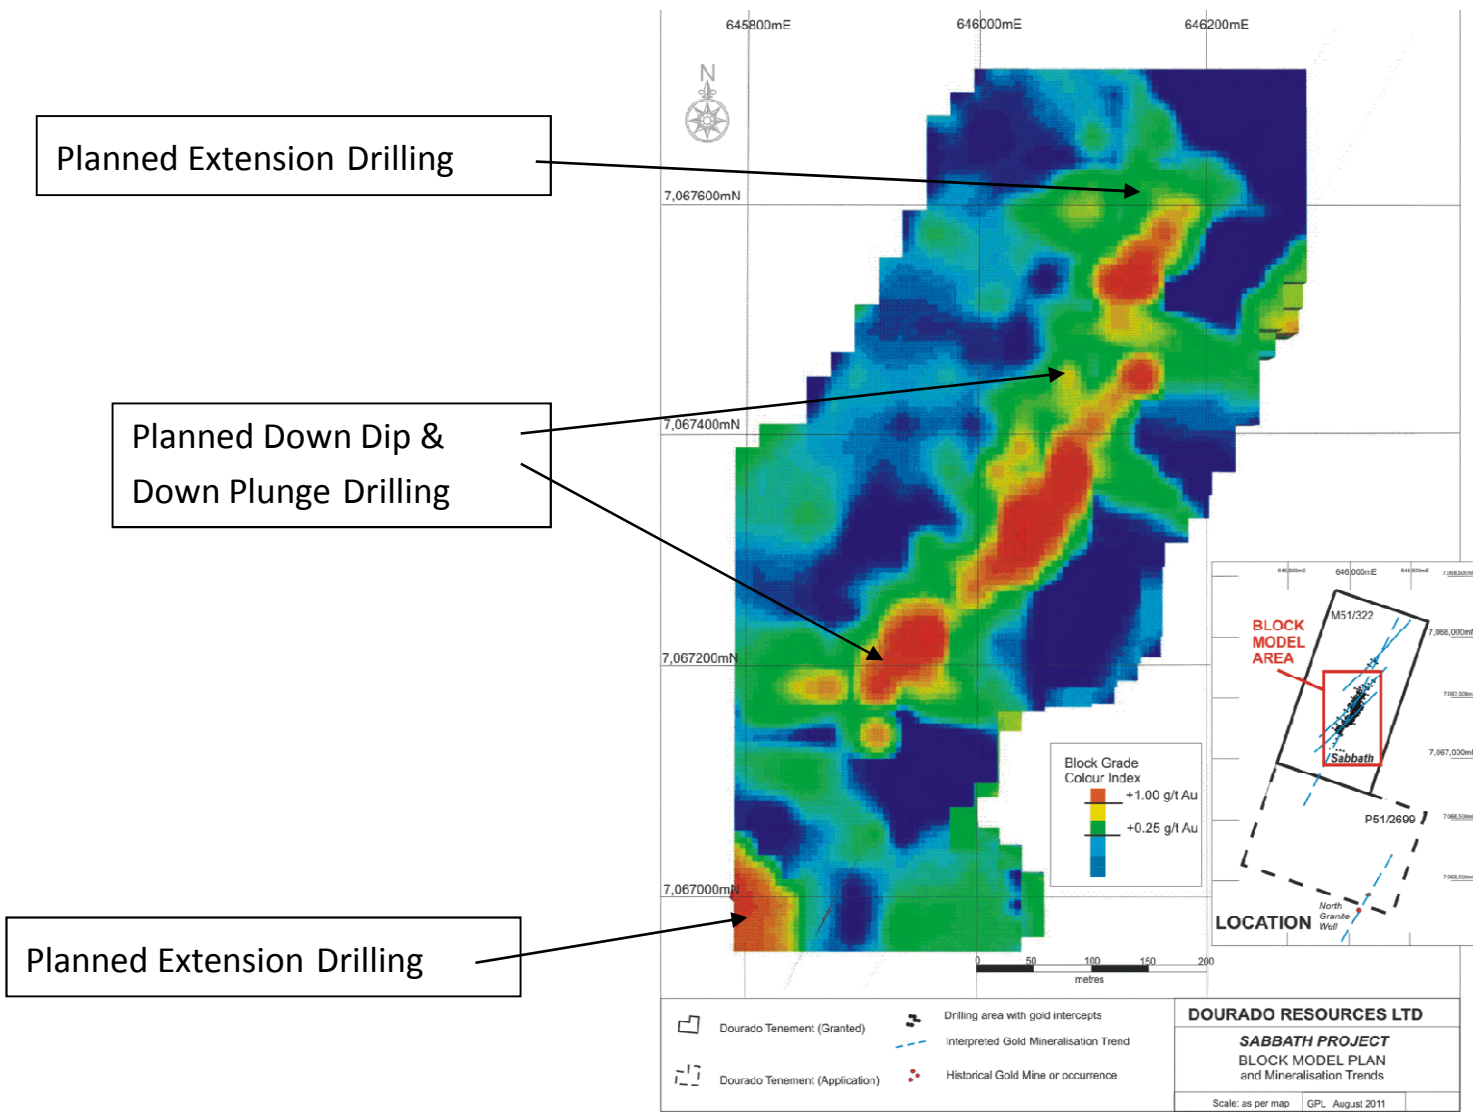 645800mE
646000mE
646200mE
N
Planned Extension Drilling
7,067600mN
Planned Down Dip &
Down Plunge Drilling
7,067400mN
7,067200mN
7,067000mN
Planned Extension Drilling
Block Grade
Colour Index
+1.00 g/t Au
+0.25 g/t Au
646,000mE
M51/322
BLOCK
MODEL
AREA
7,068,000mN
Sabbath
7,067,000mN
P51/2699
North
Granite
Well
LOCATION
0 50 100 150 200
metres
Dourado Tenement (Granted)
Drilling area with gold intercepts
Interpreted Gold Mineralisation Trend
Dourado Tenement (Application)
Historical Gold Mine or occurrence
DOURADO RESOURCES LTD
SABBATH PROJECT
BLOCK MODEL PLAN
and Mineralisation Trends
Scale: as per map GPL August 2011